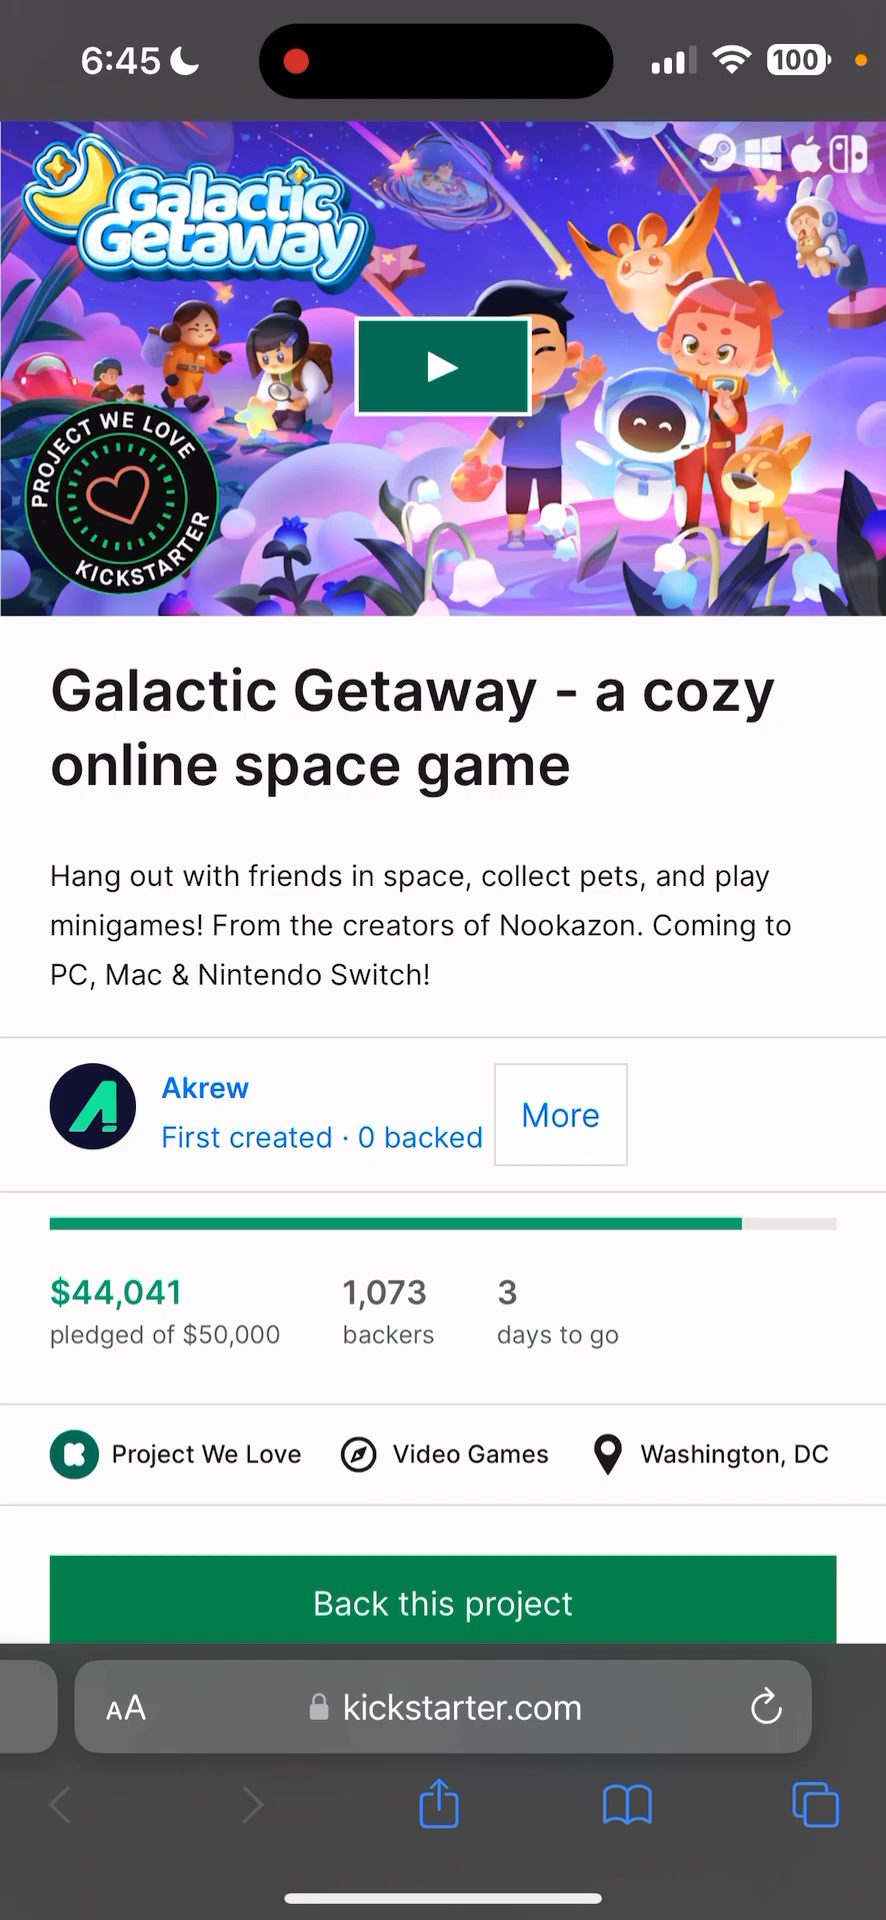 6:45
100
Galactic
Getaway
PROJECT WE LOVE
KICKSTARTER
Galactic Getaway - a cozy
online space game
Hang out with friends in space, collect pets, and play
minigames! From the creators of Nookazon. Coming to
PC, Mac & Nintendo Switch!
Akrew
First created · 0 backed
More
$44,041
pledged of $50,000
1,073
backers
3
days to go
Project We Love
Video Games
Washington, DC
Back this project
AA
kickstarter.com